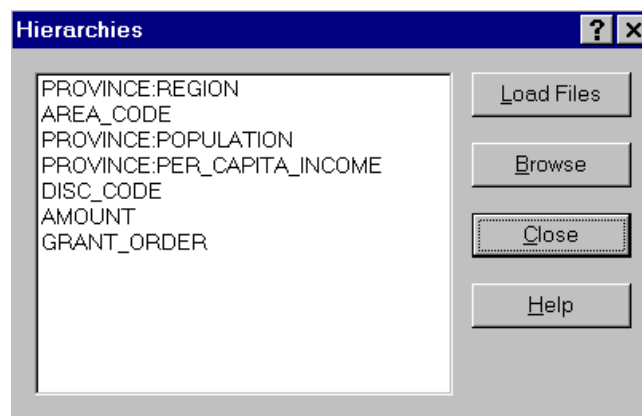 Hierarchies
PROVINCE:REGION
AREA_CODE
PROVINCE:POPULATION
PROVINCE:PER_CAPITA_INCOME
DISC_CODE
AMOUNT
GRANT_ORDER
Load Files
Browse
Close
Help